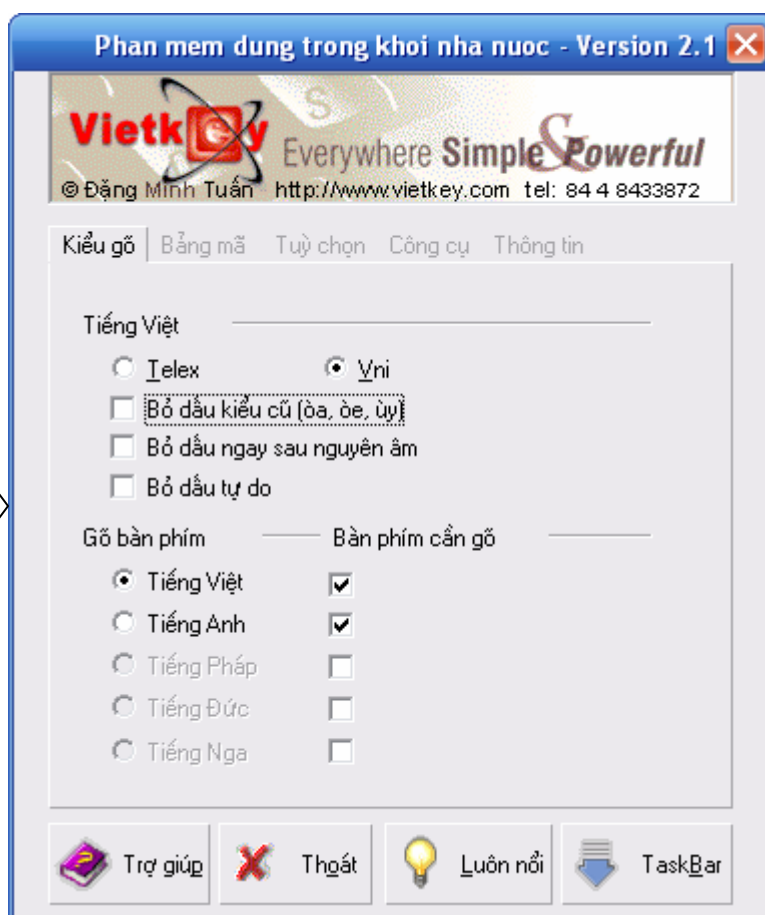 Phan mem dung trong khoi nha nuoc - Version 2.1
Vietkey Everywhere Simple & Powerful
© Đặng Minh Tuấn http://www.vietkey.com tel: 84 4 8433872
Kiểu gõ Bảng mã Tuỳ chọn Công cụ Thông tin
Tiếng Việt
Telex Vni
Bỏ dấu kiểu cũ (òa, òe, ùy)
Bỏ dấu ngay sau nguyên âm
Bỏ dấu tự do
Gõ bàn phím Bàn phím cần gõ
Tiếng Việt
Tiếng Anh
Tiếng Pháp
Tiếng Đức
Tiếng Nga
Trợ giúp Thoát Luôn nổi TaskBar